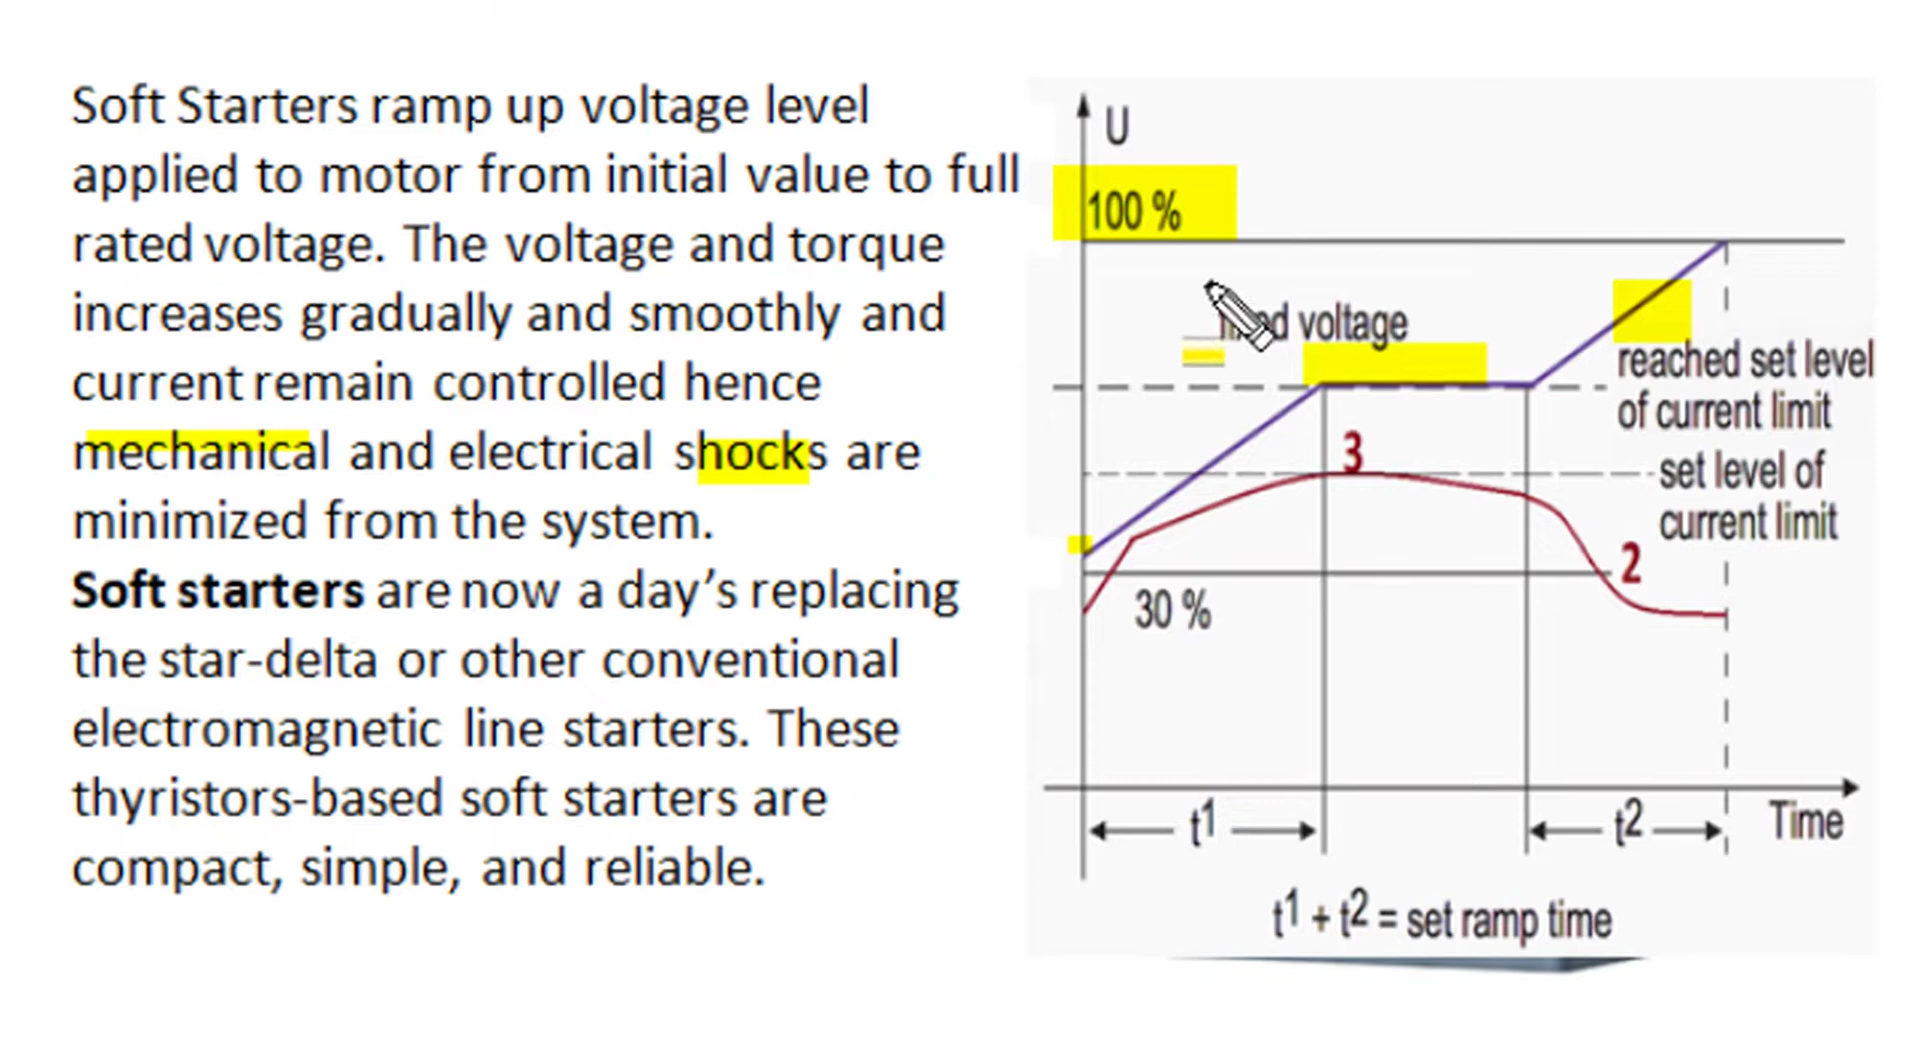 Soft Starters ramp up voltage level
applied to motor from initial value to full
rated voltage. The voltage and torque
increases gradually and smoothly and
current remain controlled hence
mechanical and electrical shocks are
minimized from the system.
Soft starters are now a day’s replacing
the star-delta or other conventional
electromagnetic line starters. These
thyristors-based soft starters are
compact, simple, and reliable.
U
100 %
voltage
reached set level
of current limit
3
set level of
current limit
2
30 %
t1
t2
Time
t1 + t2 = set ramp time